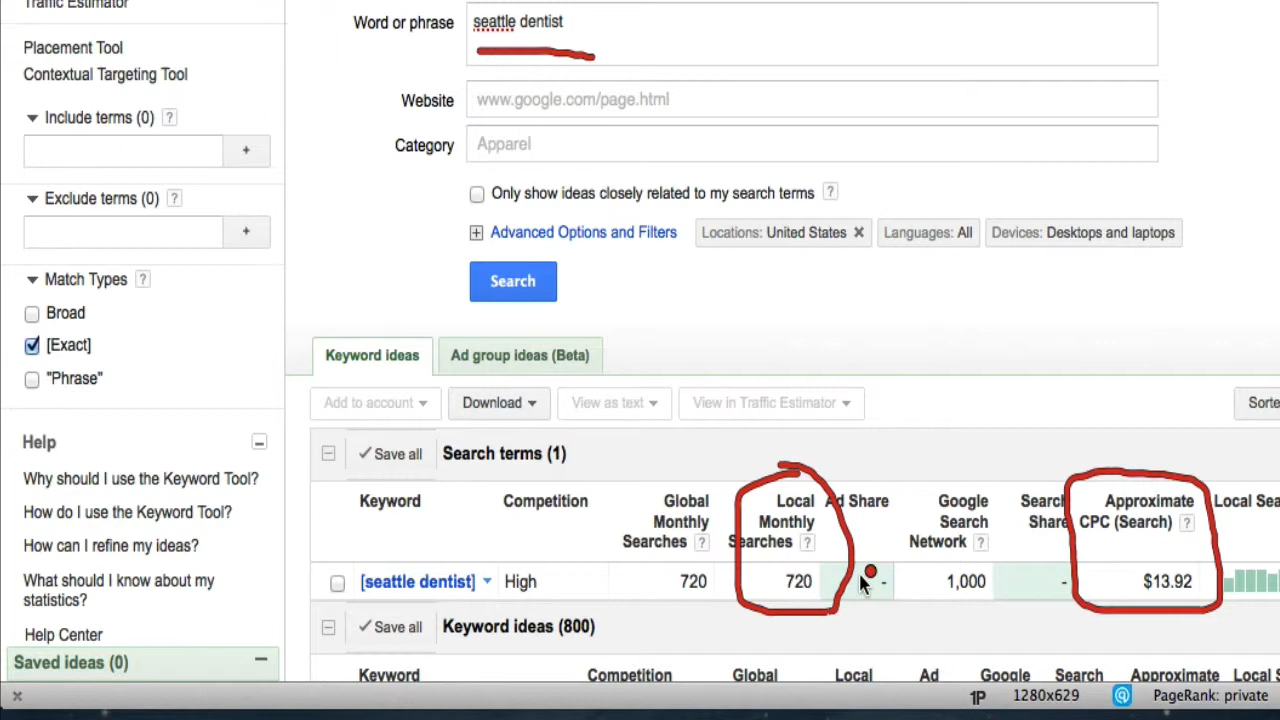 Traffic Estimator
Placement Tool
Contextual Targeting Tool
Include terms (0) ?
+
Exclude terms (0) ?
+
Match Types ?
Broad
[Exact]
"Phrase"
Help
Why should I use the Keyword Tool?
How do I use the Keyword Tool?
How can I refine my ideas?
What should I know about my
statistics?
Help Center
Saved ideas (0)
Word or phrase seattle dentist
Website www.google.com/page.html
Category Apparel
Only show ideas closely related to my search terms ?
Advanced Options and Filters Locations: United States × Languages: All Devices: Desktops and laptops
Search
Keyword ideas Ad group ideas (Beta)
Add to account Download View as text View in Traffic Estimator Sorte
Save all Search terms (1)
Keyword Competition Global Local Ad Share Google Search Approximate Local Sea
Monthly Monthly Search Share CPC (Search) ?
Searches ? Searches ? Network ?
[seattle dentist] High 720 720 - 1,000 - $13.92
Save all Keyword ideas (800)
Keyword Competition Global Local Ad Google Search Approximate Local S
1P 1280x629 PageRank: private